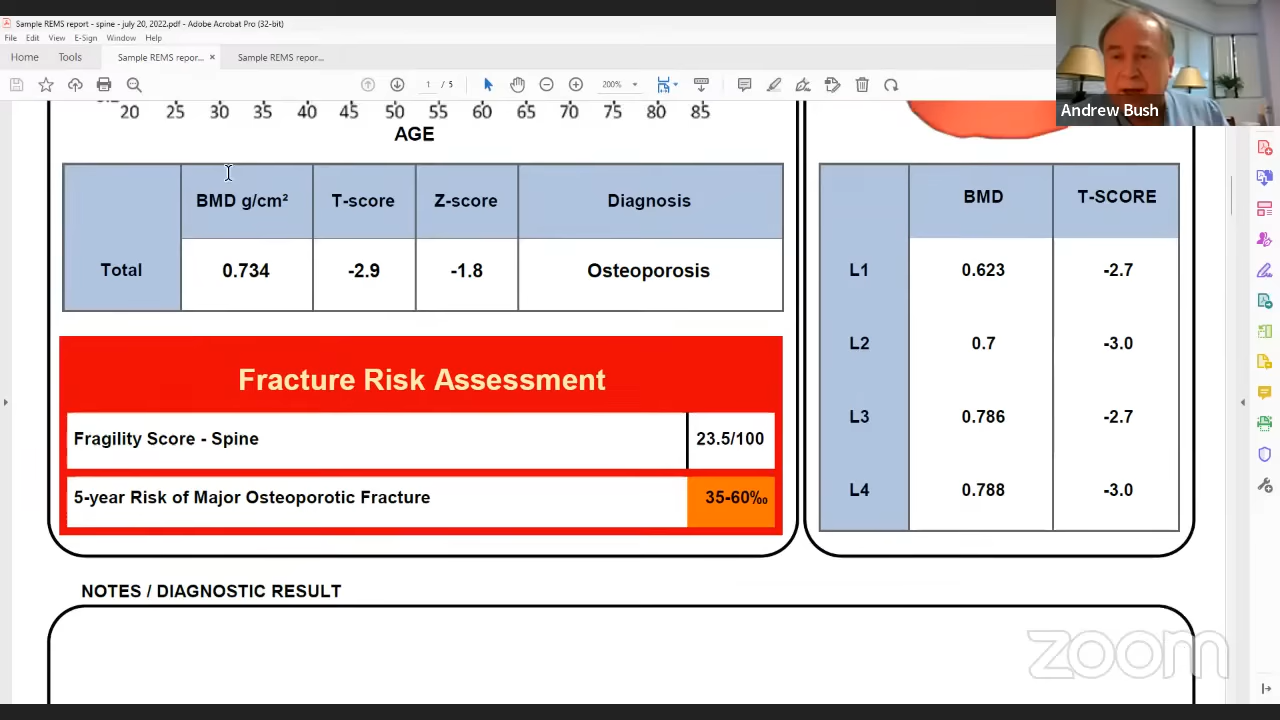 Sample REMS report - spine - july 20, 2022.pdf - Adobe Acrobat Pro (32-bit)
File Edit View E-Sign Window Help
Home Tools Sample REMS repor... × Sample REMS repor...
1 / 5 200%
Andrew Bush
20 25 30 35 40 45 50 55 60 65 70 75 80 85
AGE
BMD g/cm² T-score Z-score Diagnosis
Total 0.734 -2.9 -1.8 Osteoporosis
Fracture Risk Assessment
Fragility Score - Spine 23.5/100
5-year Risk of Major Osteoporotic Fracture 35-60‰
BMD T-SCORE
L1 0.623 -2.7
L2 0.7 -3.0
L3 0.786 -2.7
L4 0.788 -3.0
NOTES / DIAGNOSTIC RESULT
zoom